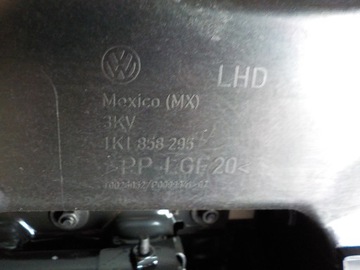 LHD
Mexico (MX)
3KV
1K1 858 295
>PP-LGF20<